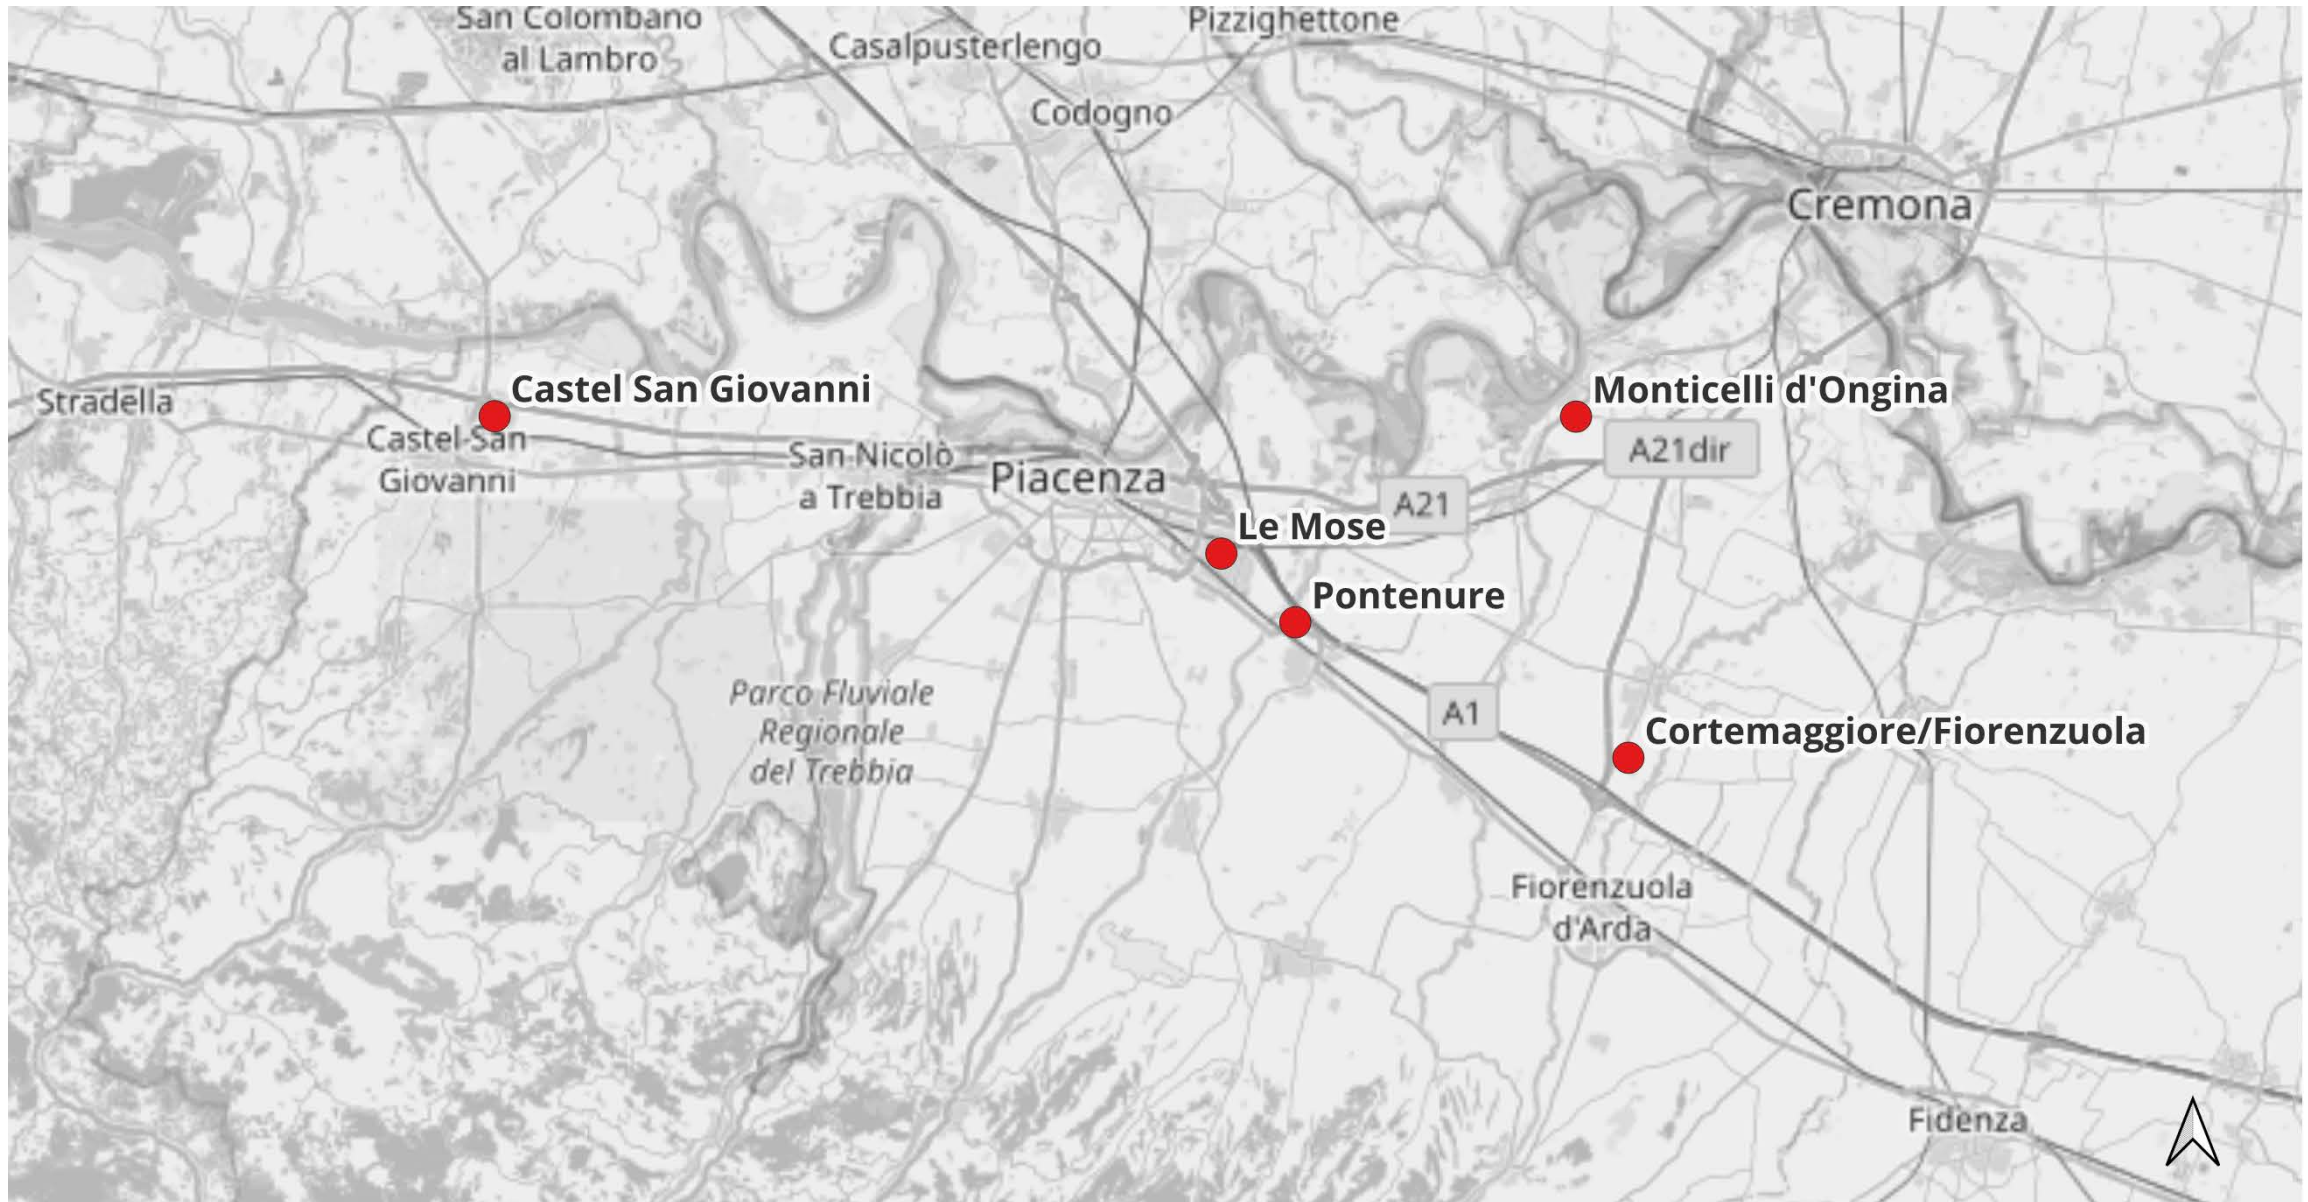 San Colombano
al Lambro
Casalpusterlengo
Pizzighettone
Codogno
Cremona
Castel San Giovanni
Monticelli d'Ongina
Stradella
Castel San
Giovanni
San Nicolò
a Trebbia
Piacenza
A21dir
A21
Le Mose
Pontenure
Parco Fluviale
Regionale
del Trebbia
A1
Cortemaggiore/Fiorenzuola
Fiorenzuola
d'Arda
Fidenza